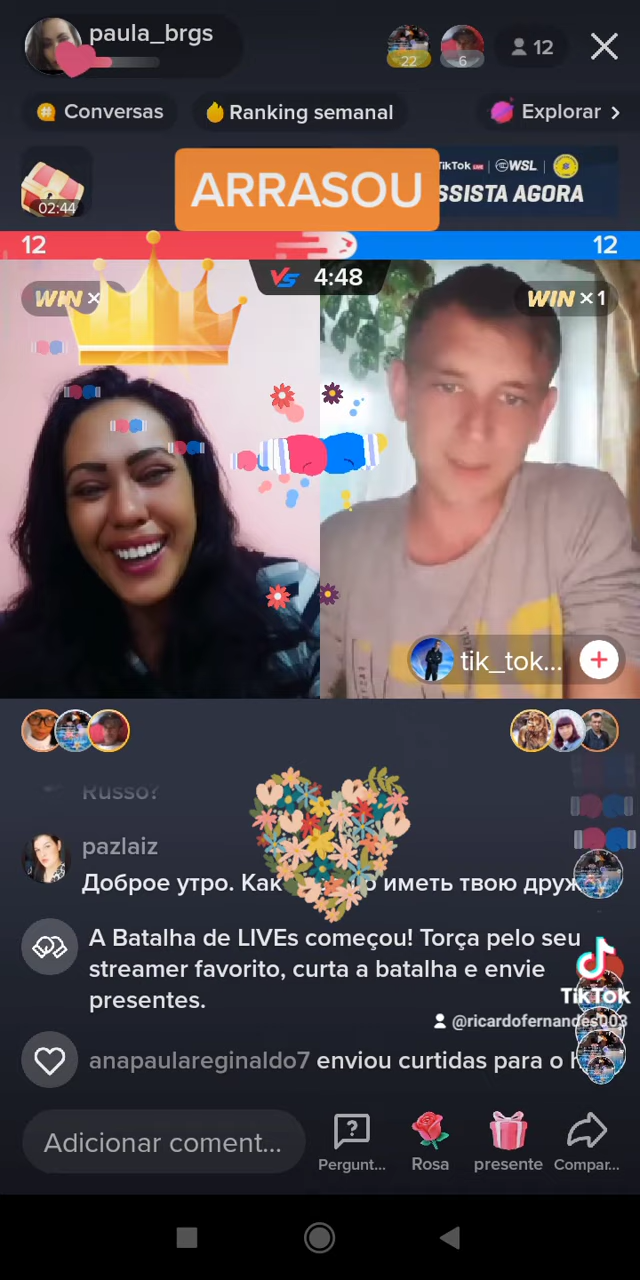 paula_brgs
22
6
12
Conversas
Ranking semanal
Explorar
02:44
ARRASOU
TikTok LIVE | WSL |
SSISTA AGORA
12
12
VS 4:48
WIN ×
WIN × 1
tik_tok...
Russo?
pazlaiz
Доброе утро. Как иметь твою
A Batalha de LIVEs começou! Torça pelo seu
streamer favorito, curta a batalha e envie
presentes.
TikTok
@ricardofernandes003
anapaulareginaldo7 enviou curtidas para o
Adicionar coment...
Pergunt...
Rosa
presente
Compar...